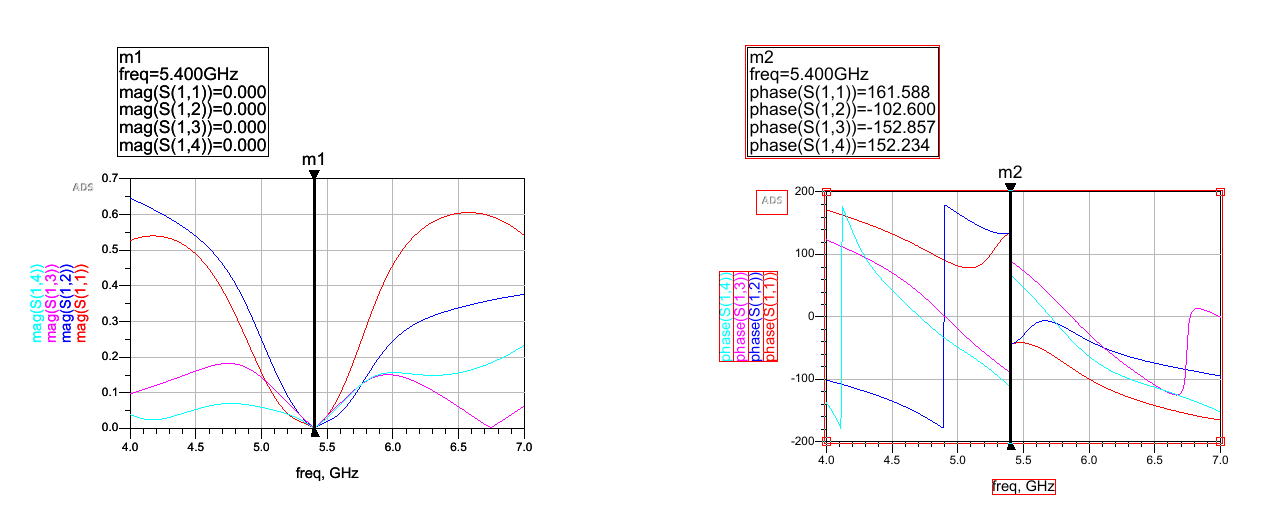 m1
freq=5.400GHz
mag(S(1,1))=0.000
mag(S(1,2))=0.000
mag(S(1,3))=0.000
mag(S(1,4))=0.000
m1
ADS
0.7
0.6
0.5
0.4
0.3
0.2
0.1
0.0
mag(S(1,4))
mag(S(1,3))
mag(S(1,2))
mag(S(1,1))
4.0 4.5 5.0 5.5 6.0 6.5 7.0
freq, GHz
m2
freq=5.400GHz
phase(S(1,1))=161.588
phase(S(1,2))=-102.600
phase(S(1,3))=-152.857
phase(S(1,4))=152.234
m2
ADS
200
100
0
-100
-200
phase(S(1,4))
phase(S(1,3))
phase(S(1,2))
phase(S(1,1))
4.0 4.5 5.0 5.5 6.0 6.5 7.0
freq, GHz